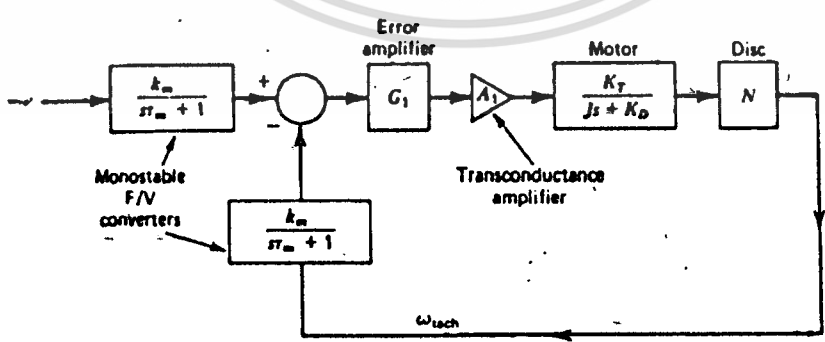 Error
amplifier
Motor
Disc
k_m
sτ_m + 1
+
−
G_1
A_1
K_T
Js + K_D
N
Monostable
F/V
converters
Transconductance
amplifier
k_m
sτ_m + 1
ω_tach